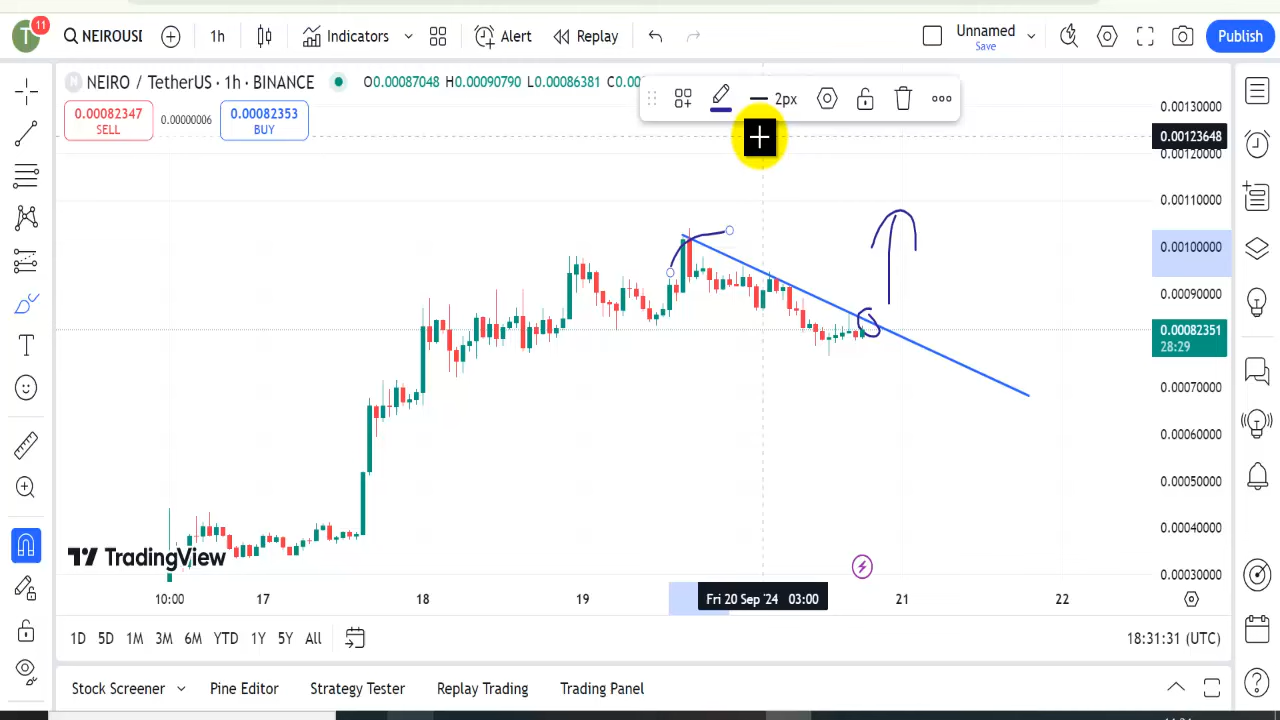 T 11 NEIROUSI 1h Indicators Alert Replay Unnamed Save Publish
NEIRO / TetherUS · 1h · BINANCE O0.00087048 H0.00090790 L0.00086381 C0.00
0.00082347 SELL 0.00000006 0.00082353 BUY
2px
0.00130000
0.00123648
0.00120000
0.00110000
0.00100000
0.00090000
0.00082351
28:29
0.00070000
0.00060000
0.00050000
0.00040000
0.00030000
TradingView
10:00 17 18 19 Fri 20 Sep '24 03:00 21 22
1D 5D 1M 3M 6M YTD 1Y 5Y All 18:31:31 (UTC)
Stock Screener Pine Editor Strategy Tester Replay Trading Trading Panel